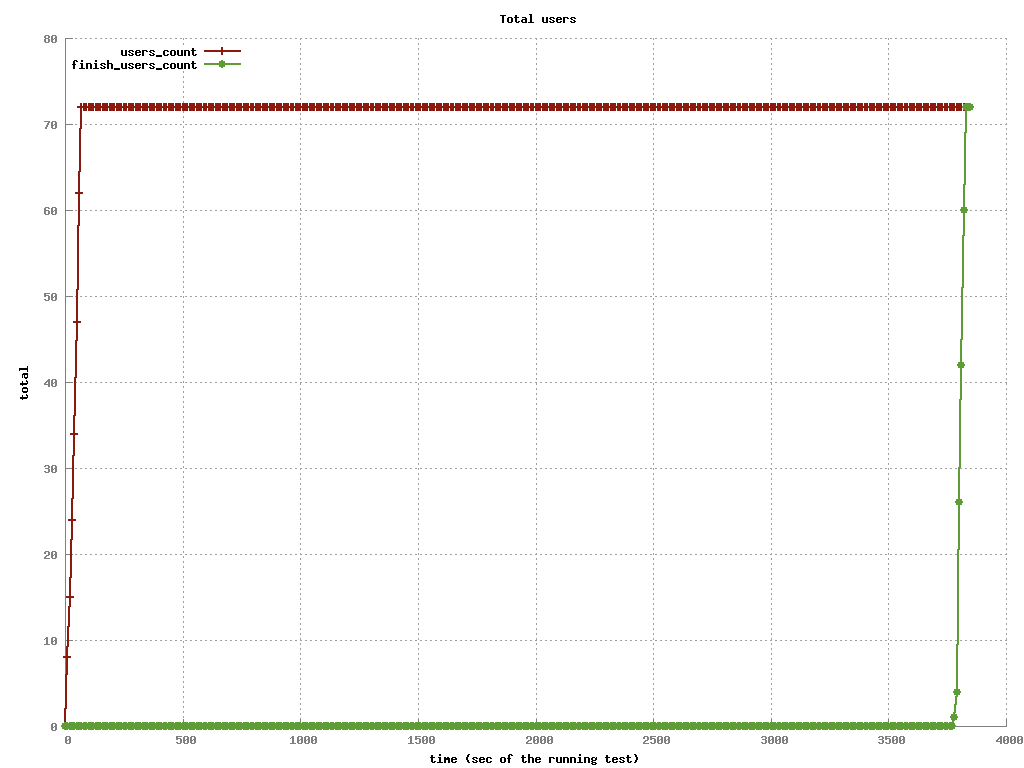 Total users
users_count
finish_users_count
80
70
60
50
40
30
20
10
0
total
0 500 1000 1500 2000 2500 3000 3500 4000
time (sec of the running test)